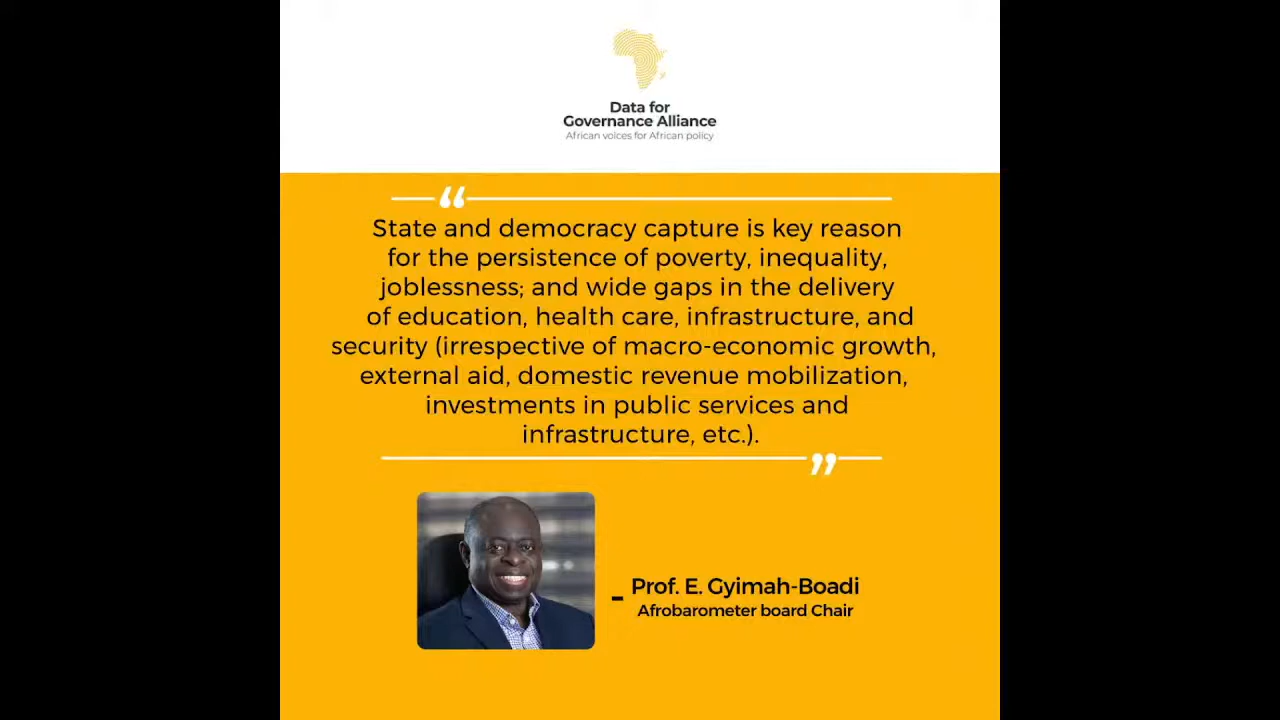 Data for
Governance Alliance
African voices for African policy
“
State and democracy capture is key reason
for the persistence of poverty, inequality,
joblessness; and wide gaps in the delivery
of education, health care, infrastructure, and
security (irrespective of macro-economic growth,
external aid, domestic revenue mobilization,
investments in public services and
infrastructure, etc.).
”
- Prof. E. Gyimah-Boadi
Afrobarometer board Chair